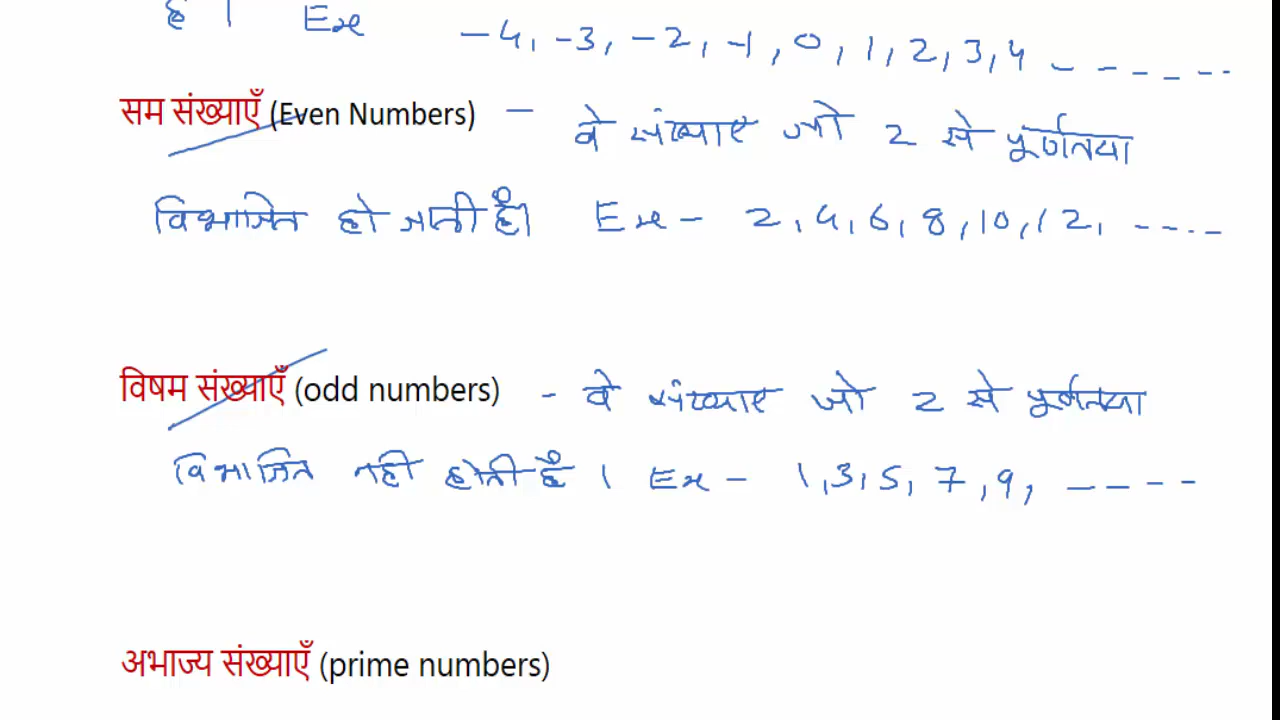 है । Ex -4, -3, -2, -1, 0, 1, 2, 3, 4 - - - - - -
सम संख्याएँ (Even Numbers) - वे संख्याए जो 2 से पूर्णतया
विभाजित हो जाती है। Ex - 2, 4, 6, 8, 10, 12, - - - -
विषम संख्याएँ (odd numbers) - वे संख्याए जो 2 से पूर्णतया
विभाजित नही होती है । Ex - 1, 3, 5, 7, 9, - - - -
अभाज्य संख्याएँ (prime numbers)